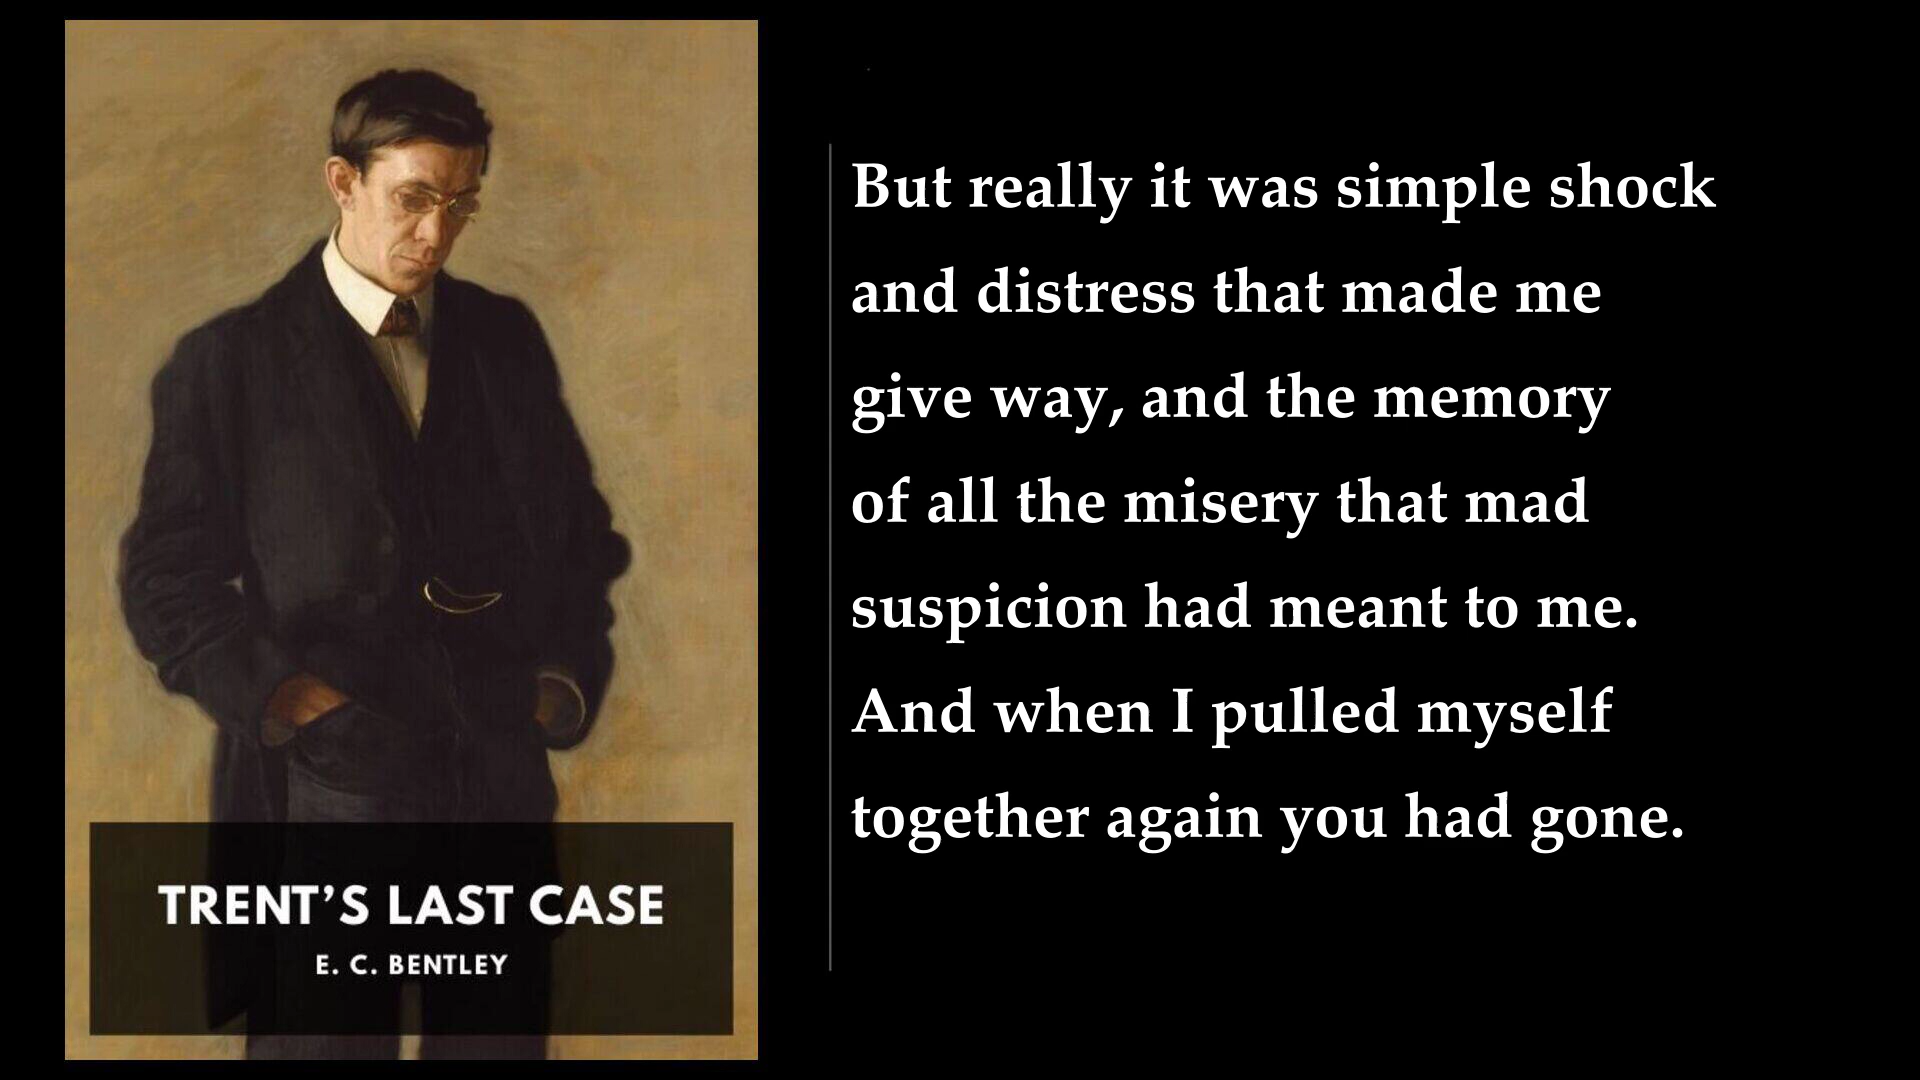 TRENT’S LAST CASE
E. C. BENTLEY
But really it was simple shock
and distress that made me
give way, and the memory
of all the misery that mad
suspicion had meant to me.
And when I pulled myself
together again you had gone.